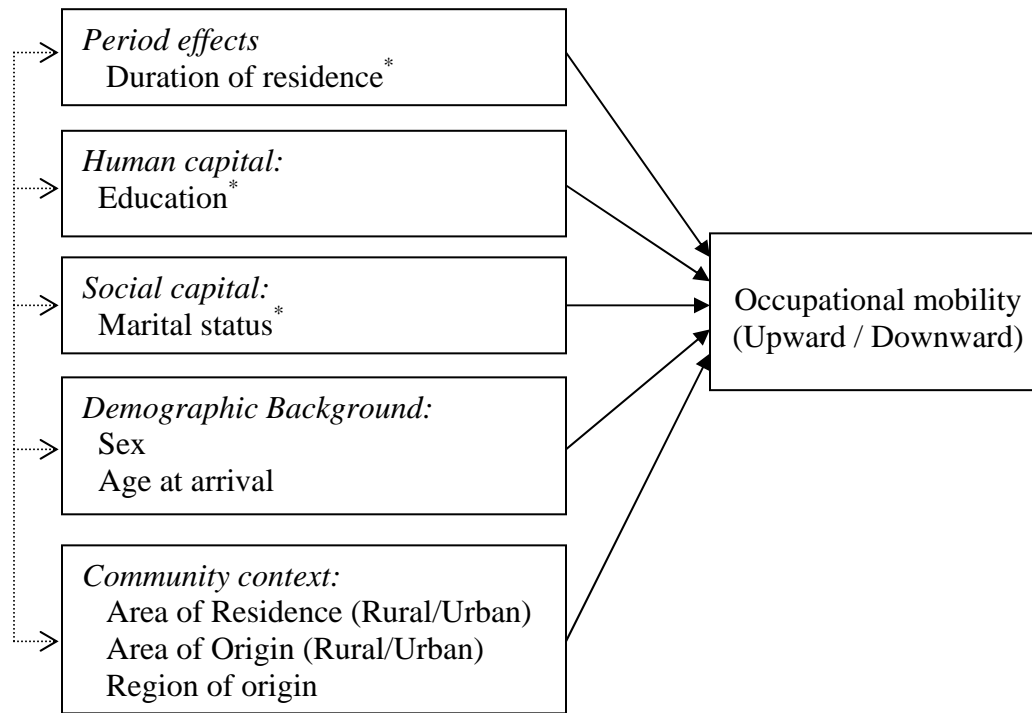 Period effects
Duration of residence*
Human capital:
Education*
Social capital:
Marital status*
Demographic Background:
Sex
Age at arrival
Community context:
Area of Residence (Rural/Urban)
Area of Origin (Rural/Urban)
Region of origin
Occupational mobility
(Upward / Downward)